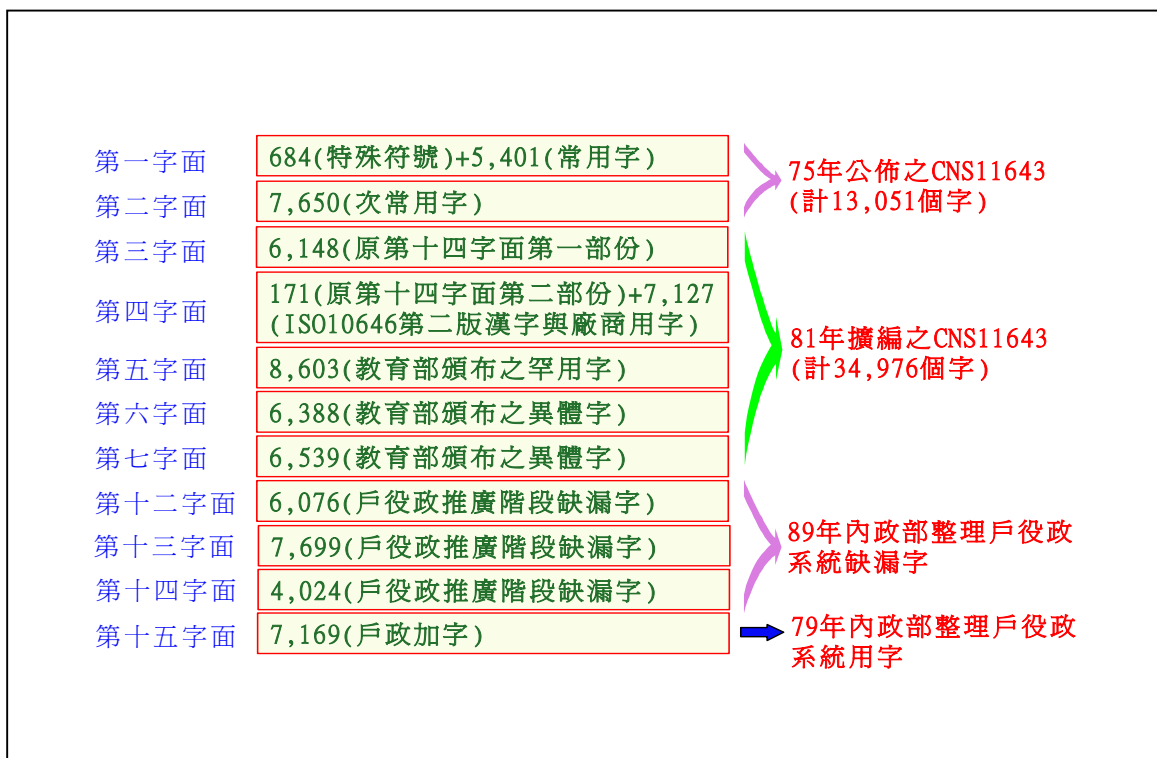 第一字面
684(特殊符號)+5,401(常用字)
第二字面
7,650(次常用字)
75年公佈之CNS11643
(計13,051個字)
第三字面
6,148(原第十四字面第一部份)
第四字面
171(原第十四字面第二部份)+7,127
(ISO10646第二版漢字與廠商用字)
第五字面
8,603(教育部頒布之罕用字)
第六字面
6,388(教育部頒布之異體字)
第七字面
6,539(教育部頒布之異體字)
81年擴編之CNS11643
(計34,976個字)
第十二字面
6,076(戶役政推廣階段缺漏字)
第十三字面
7,699(戶役政推廣階段缺漏字)
第十四字面
4,024(戶役政推廣階段缺漏字)
89年內政部整理戶役政
系統缺漏字
第十五字面
7,169(戶政加字)
79年內政部整理戶役政
系統用字